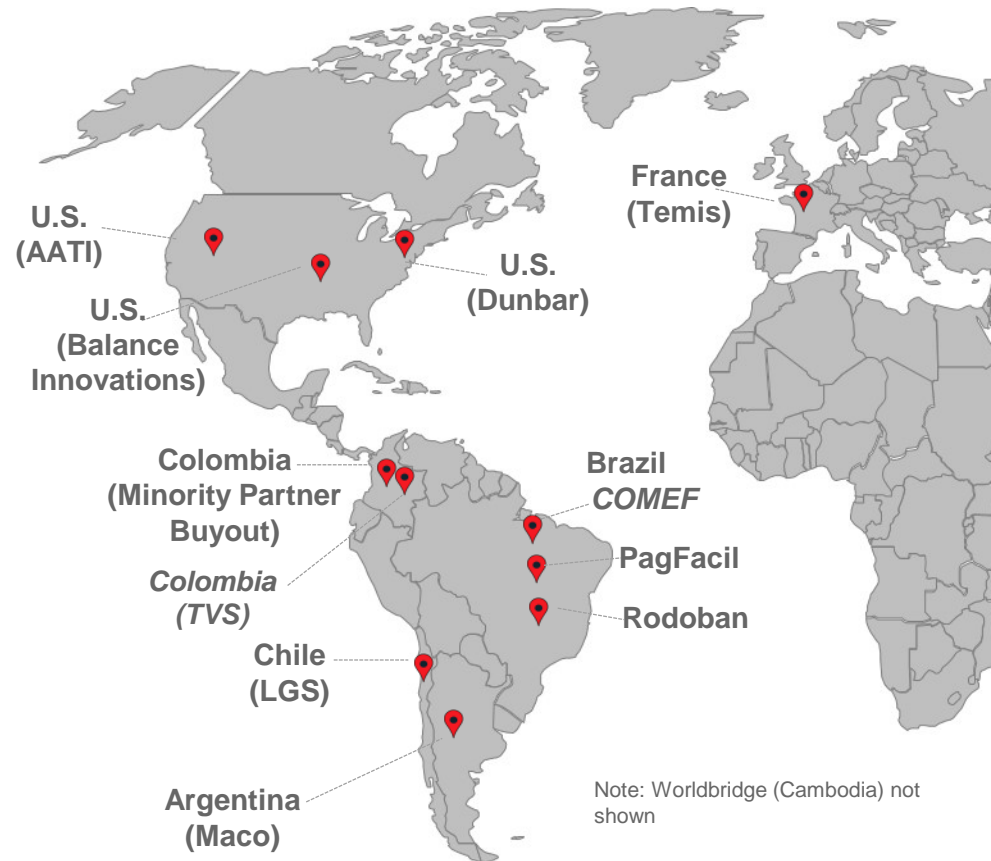 France
(Temis)
U.S.
(AATI)
U.S.
(Dunbar)
U.S.
(Balance
Innovations)
Colombia
(Minority Partner
Buyout)
Brazil
COMEF
PagFacil
Colombia
(TVS)
Rodoban
Chile
(LGS)
Argentina
(Maco)
Note: Worldbridge (Cambodia) not
shown